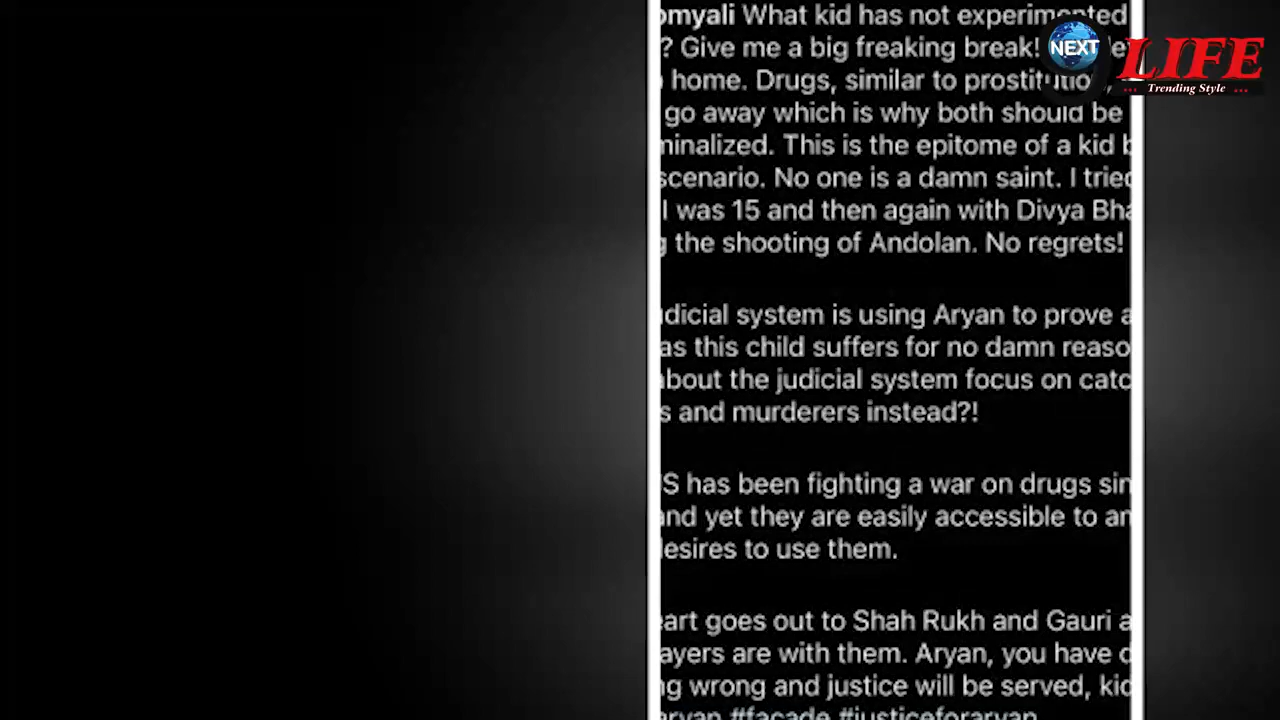 omyali What kid has not experimented
? Give me a big freaking break!
home. Drugs, similar to prostitution,
go away which is why both should be
minalized. This is the epitome of a kid b
scenario. No one is a damn saint. I tried
I was 15 and then again with Divya Bha
g the shooting of Andolan. No regrets!
udicial system is using Aryan to prove a
as this child suffers for no damn reaso
about the judicial system focus on catc
s and murderers instead?!
S has been fighting a war on drugs sin
and yet they are easily accessible to an
desires to use them.
eart goes out to Shah Rukh and Gauri a
ayers are with them. Aryan, you have d
ng wrong and justice will be served, kid
aryan #facade #justiceforaryan
NEXT
LIFE
... Trending Style ...